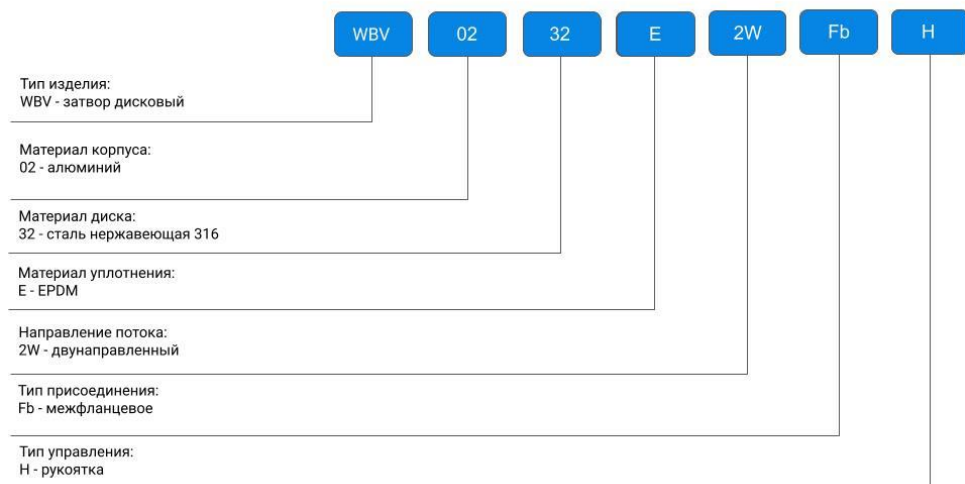 WBV 02 32 E 2W Fb H
Тип изделия:
WBV - затвор дисковый
Материал корпуса:
02 - алюминий
Материал диска:
32 - сталь нержавеющая 316
Материал уплотнения:
E - EPDM
Направление потока:
2W - двунаправленный
Тип присоединения:
Fb - межфланцевое
Тип управления:
H - рукоятка